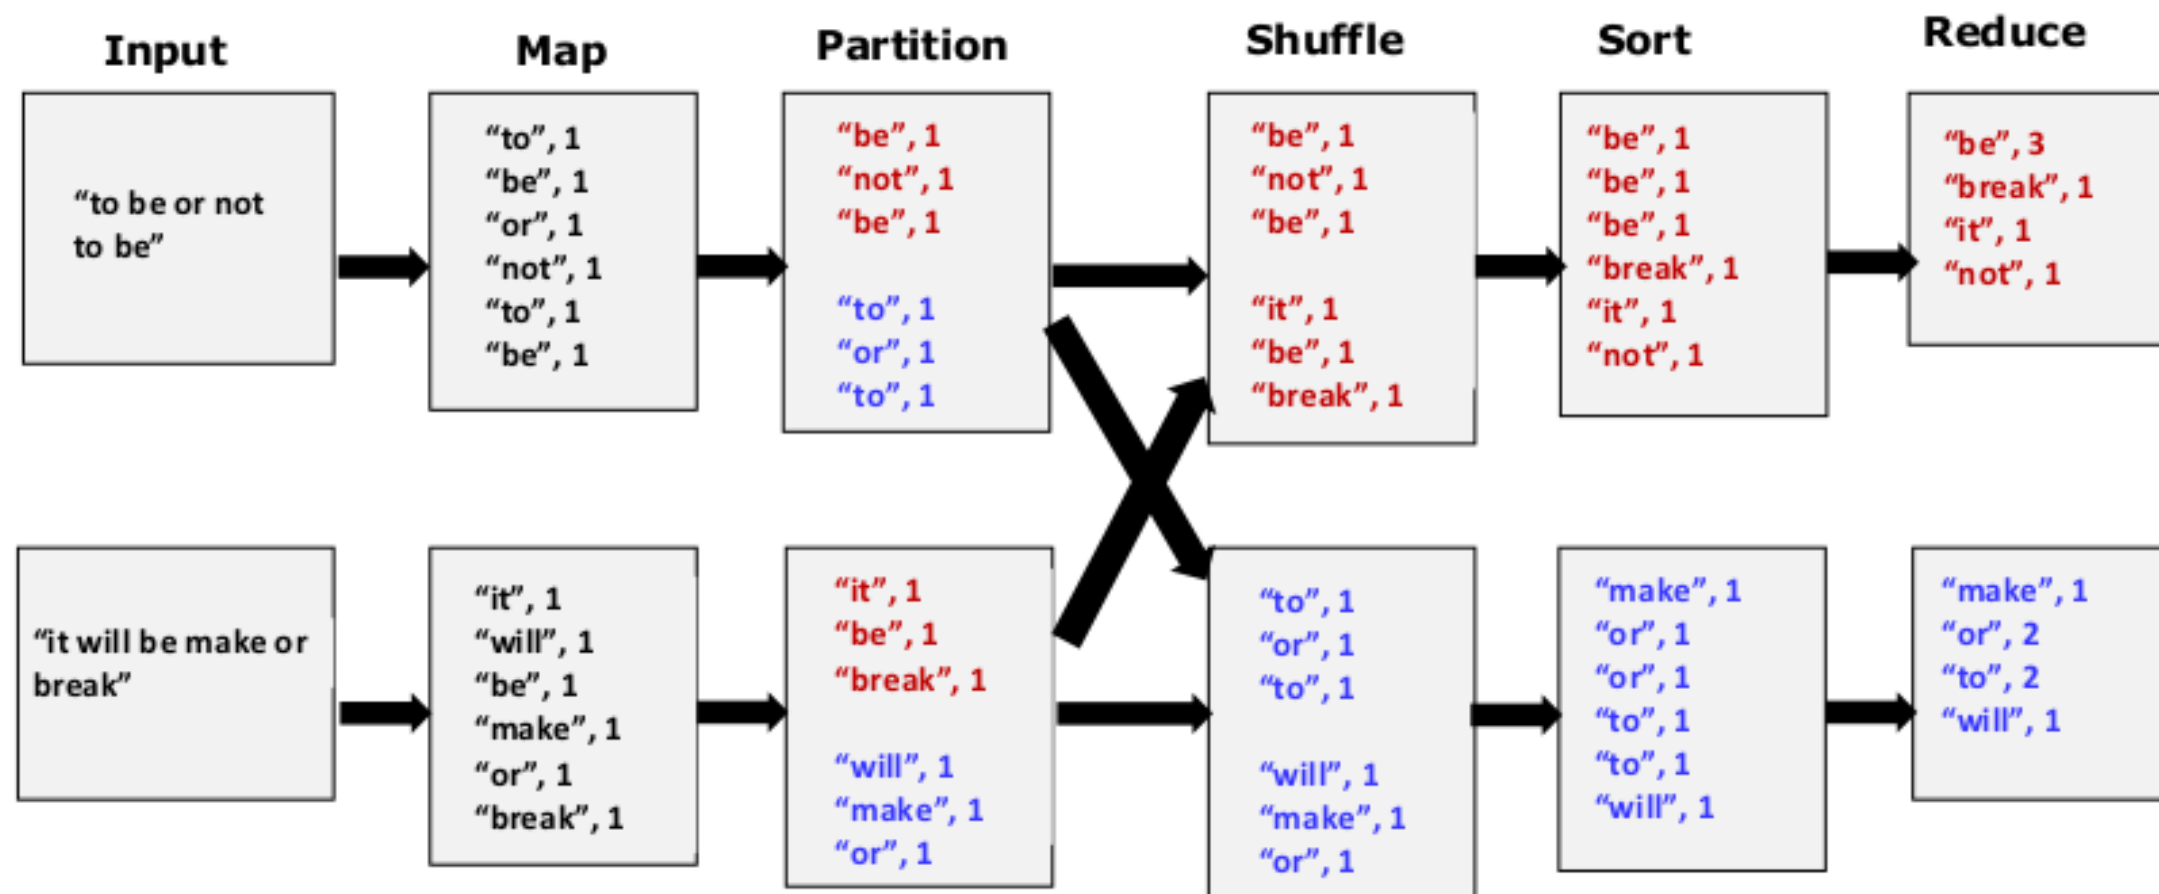 Input
Map
Partition
Shuffle
Sort
Reduce
“to be or not
to be”
“to”, 1
“be”, 1
“or”, 1
“not”, 1
“to”, 1
“be”, 1
“be”, 1
“not”, 1
“be”, 1
“to”, 1
“or”, 1
“to”, 1
“be”, 1
“not”, 1
“be”, 1
“it”, 1
“be”, 1
“break”, 1
“be”, 1
“be”, 1
“be”, 1
“break”, 1
“it”, 1
“not”, 1
“be”, 3
“break”, 1
“it”, 1
“not”, 1
“it will be make or
break”
“it”, 1
“will”, 1
“be”, 1
“make”, 1
“or”, 1
“break”, 1
“it”, 1
“be”, 1
“break”, 1
“will”, 1
“make”, 1
“or”, 1
“to”, 1
“or”, 1
“to”, 1
“will”, 1
“make”, 1
“or”, 1
“make”, 1
“or”, 1
“or”, 1
“to”, 1
“to”, 1
“will”, 1
“make”, 1
“or”, 2
“to”, 2
“will”, 1